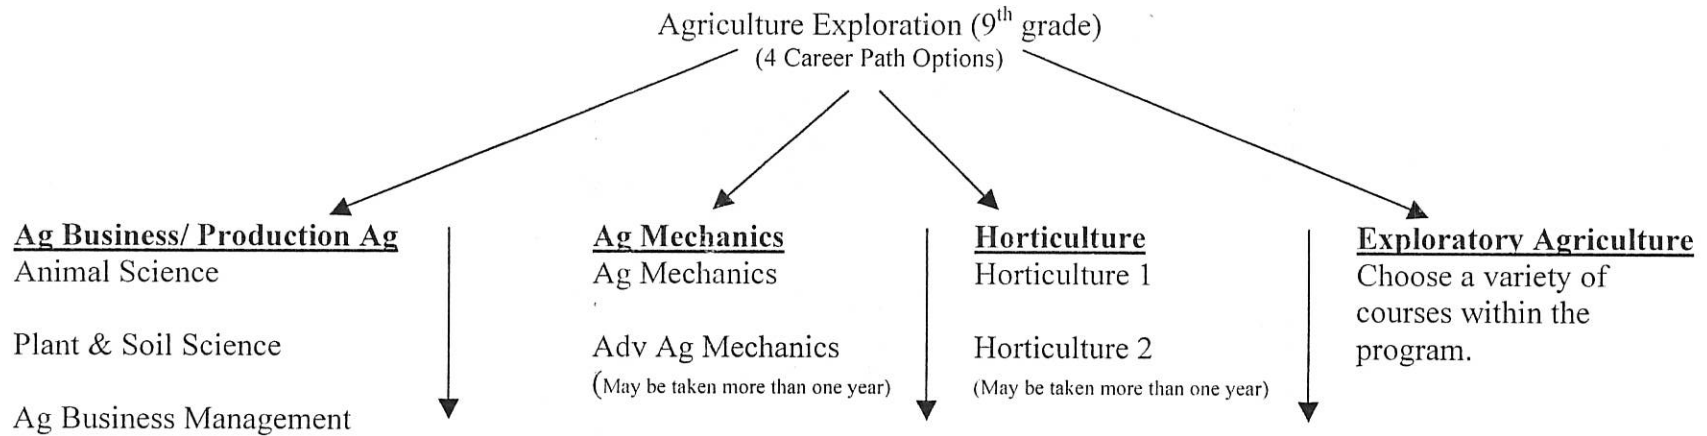 Agriculture Exploration (9th grade)
(4 Career Path Options)
Ag Business/ Production Ag
Animal Science
Plant & Soil Science
Ag Business Management
Ag Mechanics
Ag Mechanics
Adv Ag Mechanics
(May be taken more than one year)
Horticulture
Horticulture 1
Horticulture 2
(May be taken more than one year)
Exploratory Agriculture
Choose a variety of
courses within the
program.